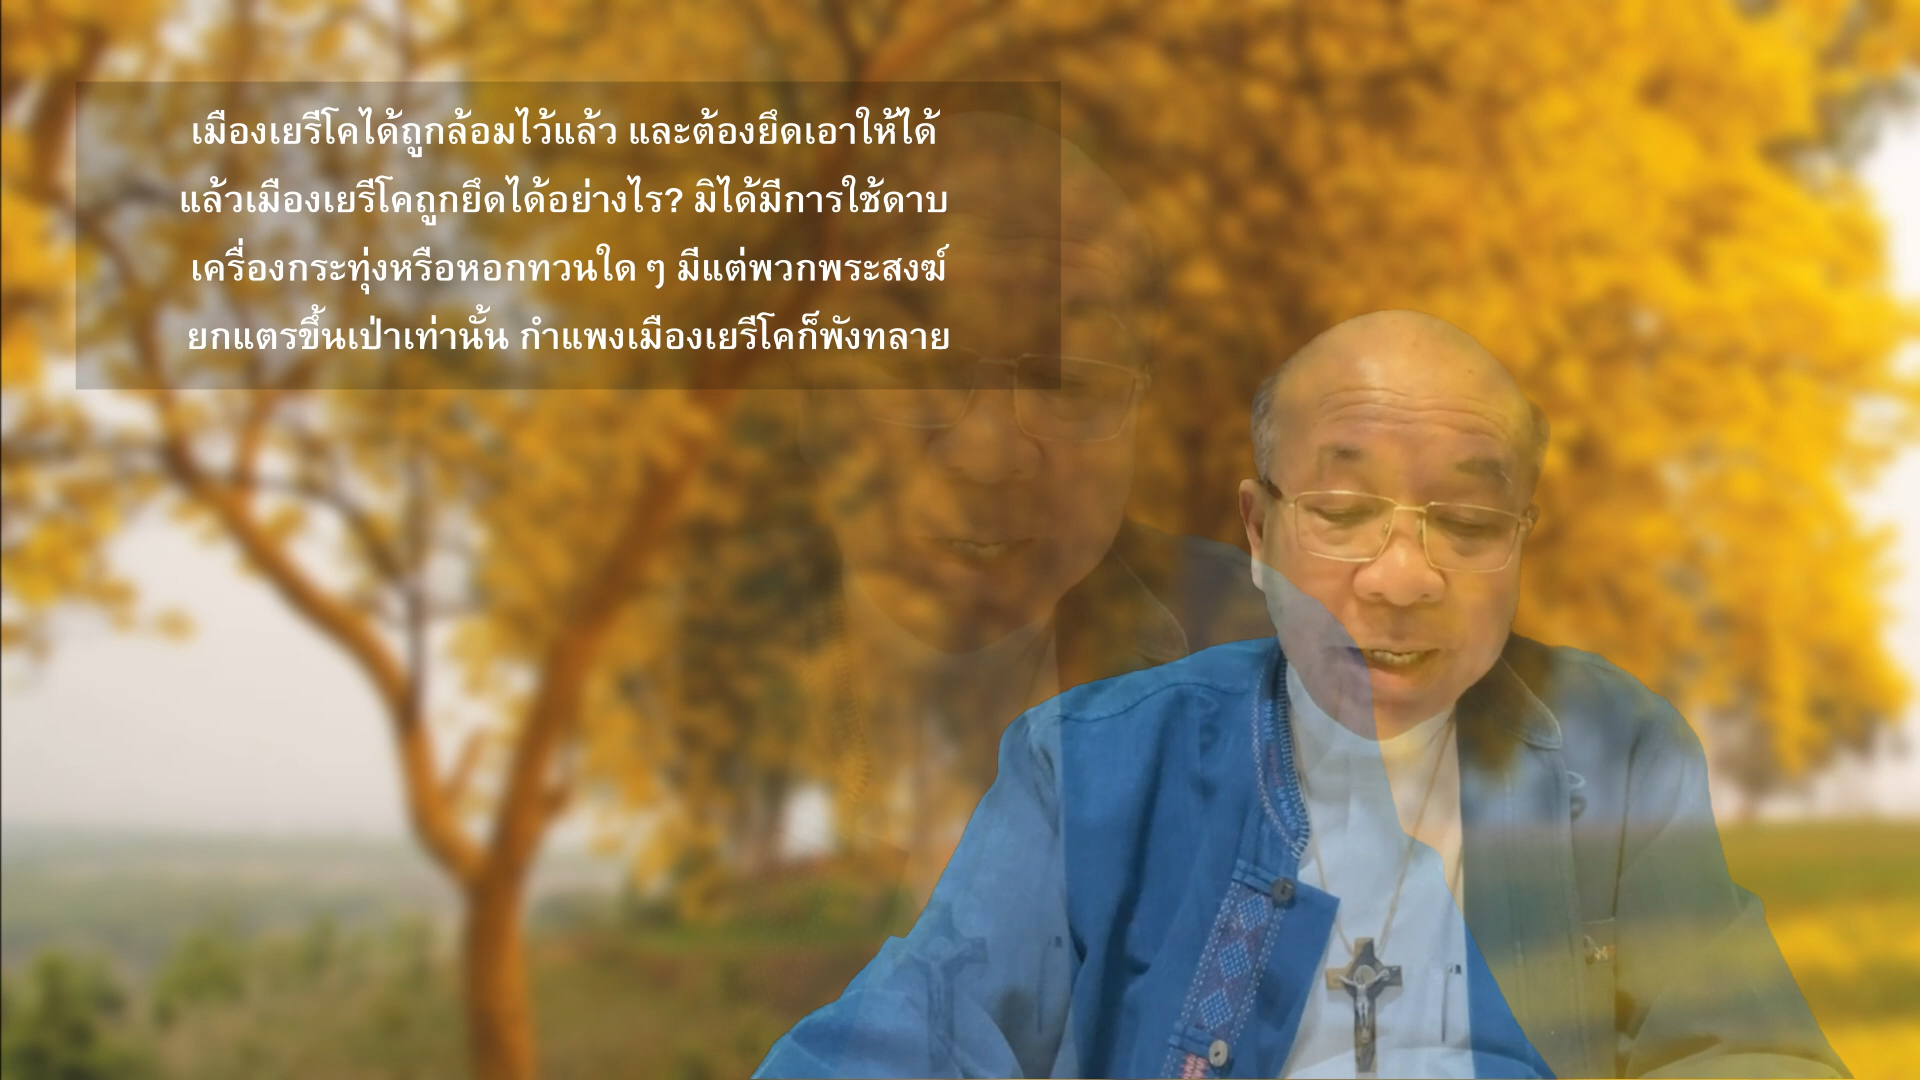 เมืองเยรีโคได้ถูกล้อมไว้แล้ว และต้องยึดเอาให้ได้
แล้วเมืองเยรีโคถูกยึดได้อย่างไร? มิได้มีการใช้ดาบ
เครื่องกระทุ่งหรือหอกทวนใด ๆ มีแต่พวกพระสงฆ์
ยกแตรขึ้นเป่าเท่านั้น กำแพงเมืองเยรีโคก็พังทลาย